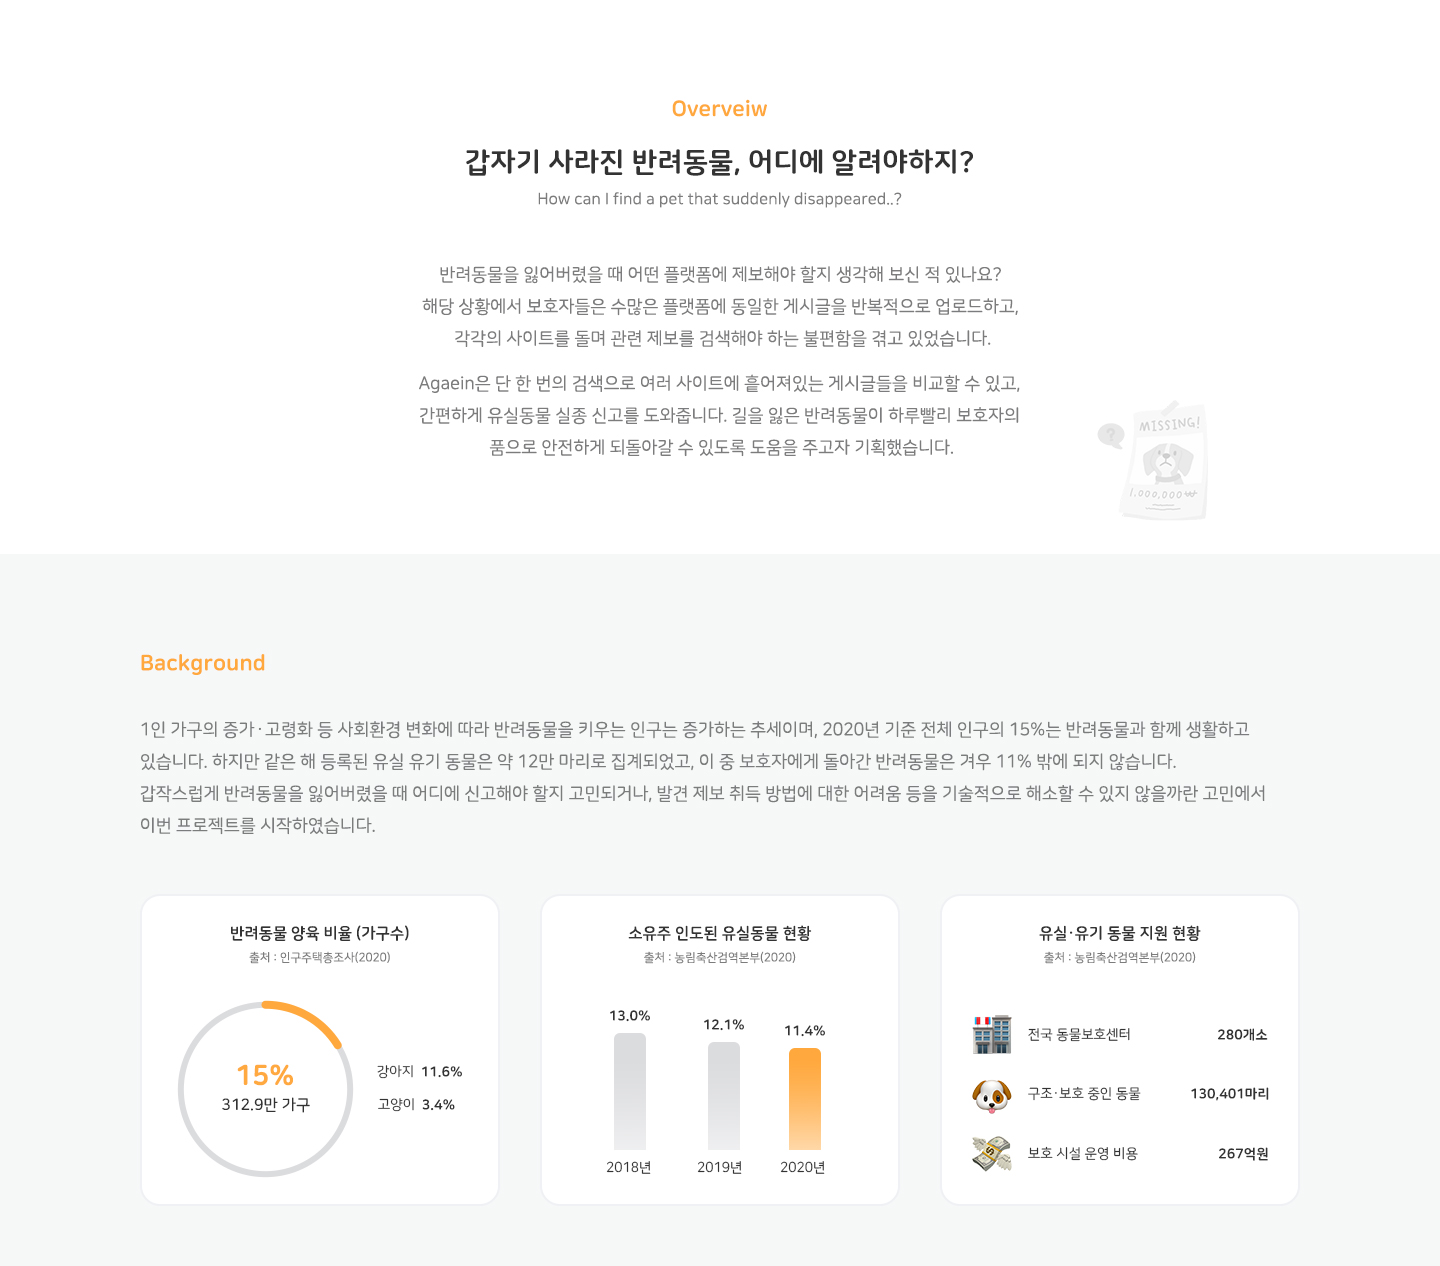 Overveiw
갑자기 사라진 반려동물, 어디에 알려야하지?
How can I find a pet that suddenly disappeared..?
반려동물을 잃어버렸을 때 어떤 플랫폼에 제보해야 할지 생각해 보신 적 있나요?
해당 상황에서 보호자들은 수많은 플랫폼에 동일한 게시글을 반복적으로 업로드하고,
각각의 사이트를 돌며 관련 제보를 검색해야 하는 불편함을 겪고 있었습니다.
Agaein은 단 한 번의 검색으로 여러 사이트에 흩어져있는 게시글들을 비교할 수 있고,
간편하게 유실동물 실종 신고를 도와줍니다. 길을 잃은 반려동물이 하루빨리 보호자의
품으로 안전하게 되돌아갈 수 있도록 도움을 주고자 기획했습니다.
?
MISSING!
1,000,000₩
Background
1인 가구의 증가·고령화 등 사회환경 변화에 따라 반려동물을 키우는 인구는 증가하는 추세이며, 2020년 기준 전체 인구의 15%는 반려동물과 함께 생활하고
있습니다. 하지만 같은 해 등록된 유실 유기 동물은 약 12만 마리로 집계되었고, 이 중 보호자에게 돌아간 반려동물은 겨우 11% 밖에 되지 않습니다.
갑작스럽게 반려동물을 잃어버렸을 때 어디에 신고해야 할지 고민되거나, 발견 제보 취득 방법에 대한 어려움 등을 기술적으로 해소할 수 있지 않을까란 고민에서
이번 프로젝트를 시작하였습니다.
반려동물 양육 비율 (가구수)
출처 : 인구주택총조사(2020)
15%
312.9만 가구
강아지 11.6%
고양이 3.4%
소유주 인도된 유실동물 현황
출처 : 농림축산검역본부(2020)
13.0%
12.1%
11.4%
2018년
2019년
2020년
유실·유기 동물 지원 현황
출처 : 농림축산검역본부(2020)
전국 동물보호센터 280개소
구조·보호 중인 동물 130,401마리
보호 시설 운영 비용 267억원